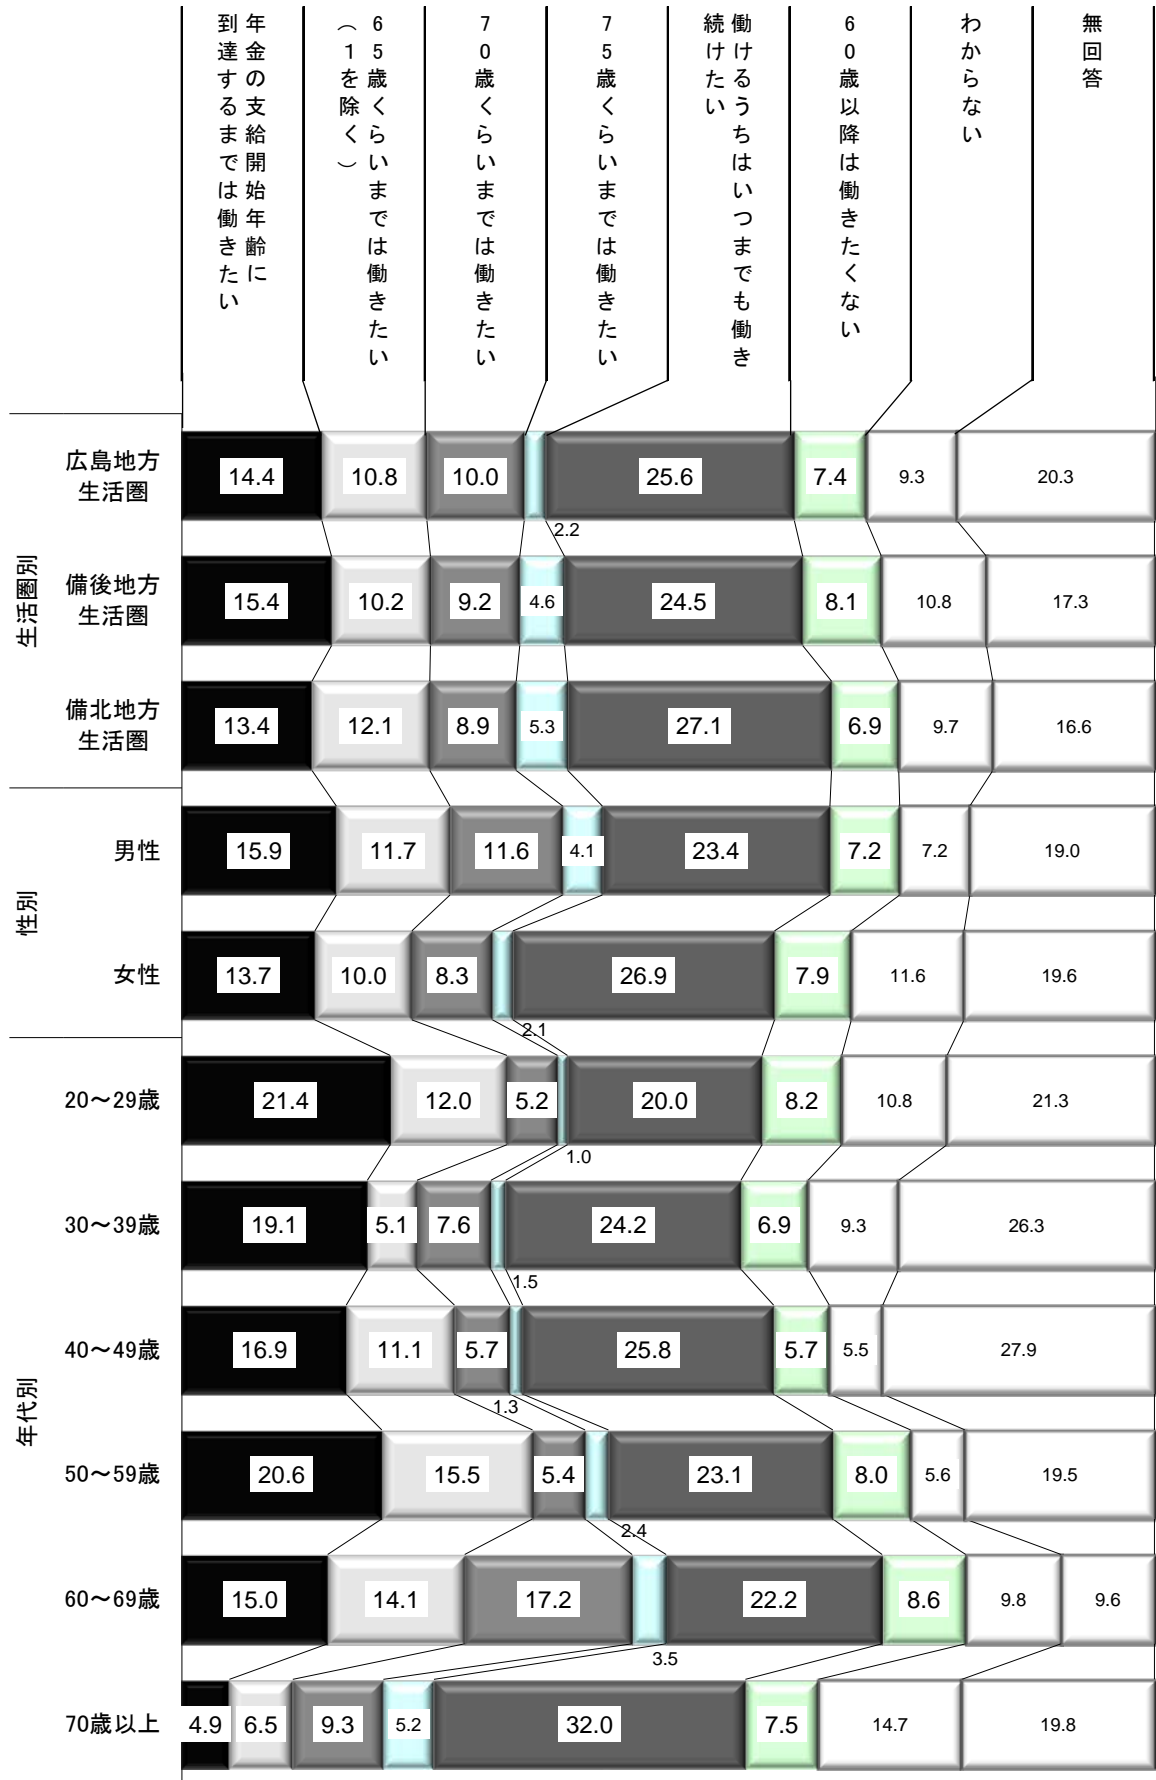 年金の支給開始年齢に
到達するまでは働きたい
65歳くらいまでは働きたい
（1を除く）
70歳くらいまでは働きたい
75歳くらいまでは働きたい
働けるうちはいつまでも働き
続けたい
60歳以降は働きたくない
わからない
無回答
生活圏別
広島地方
生活圏
14.4 10.8 10.0 25.6 7.4 9.3 20.3
2.2
備後地方
生活圏
15.4 10.2 9.2 4.6 24.5 8.1 10.8 17.3
備北地方
生活圏
13.4 12.1 8.9 5.3 27.1 6.9 9.7 16.6
性別
男性 15.9 11.7 11.6 4.1 23.4 7.2 7.2 19.0
女性 13.7 10.0 8.3 26.9 7.9 11.6 19.6
2.1
年代別
20～29歳 21.4 12.0 5.2 20.0 8.2 10.8 21.3
1.0
30～39歳 19.1 5.1 7.6 24.2 6.9 9.3 26.3
1.5
40～49歳 16.9 11.1 5.7 25.8 5.7 5.5 27.9
1.3
50～59歳 20.6 15.5 5.4 23.1 8.0 5.6 19.5
2.4
60～69歳 15.0 14.1 17.2 22.2 8.6 9.8 9.6
3.5
70歳以上 4.9 6.5 9.3 5.2 32.0 7.5 14.7 19.8